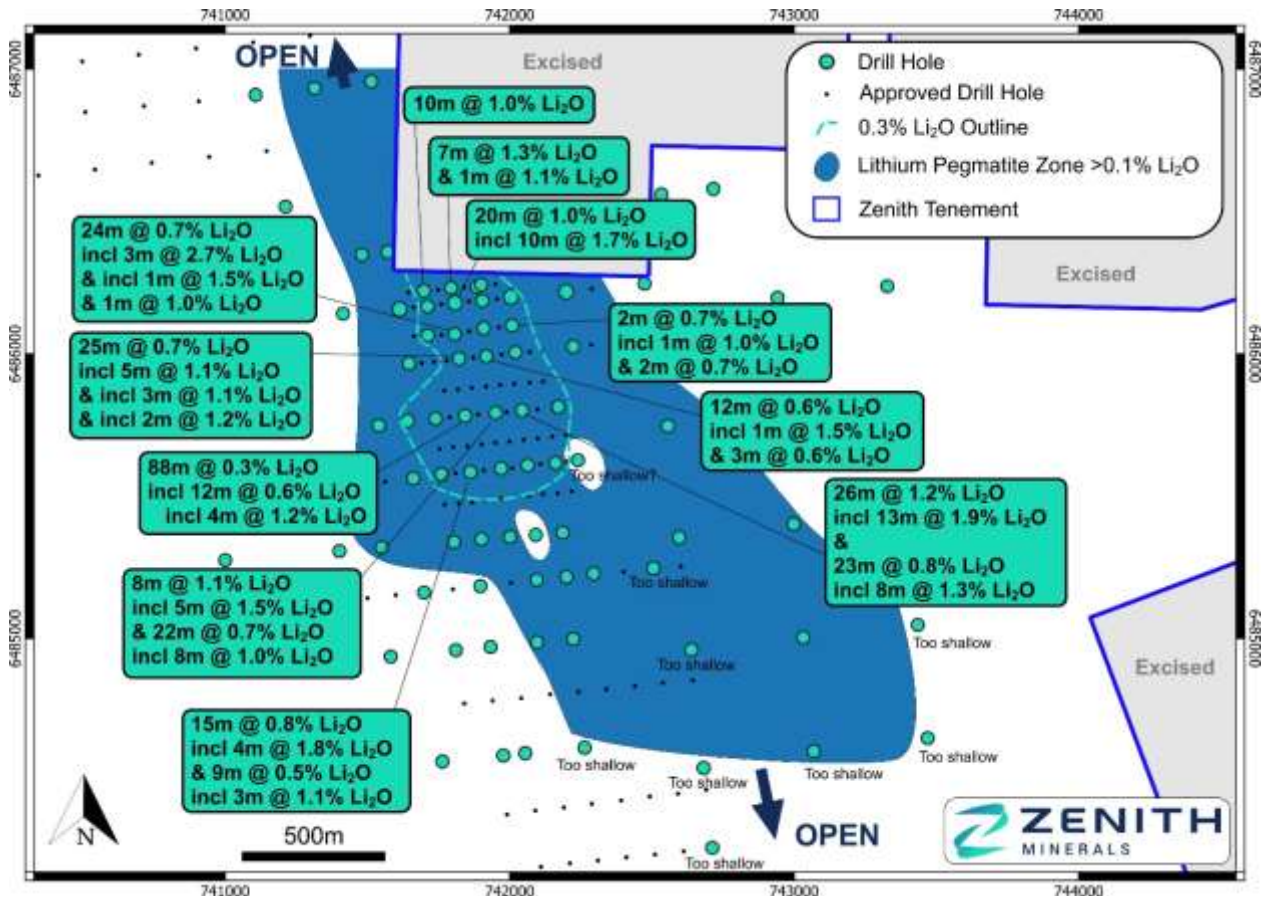 741000
742000
743000
744000
6487000
6487000
OPEN
Excised
Drill Hole
Approved Drill Hole
0.3% Li₂O Outline
Lithium Pegmatite Zone >0.1% Li₂O
Zenith Tenement
10m @ 1.0% Li₂O
7m @ 1.3% Li₂O
& 1m @ 1.1% Li₂O
20m @ 1.0% Li₂O
incl 10m @ 1.7% Li₂O
24m @ 0.7% Li₂O
incl 3m @ 2.7% Li₂O
& incl 1m @ 1.5% Li₂O
& 1m @ 1.0% Li₂O
Excised
2m @ 0.7% Li₂O
incl 1m @ 1.0% Li₂O
& 2m @ 0.7% Li₂O
6486000
6486000
25m @ 0.7% Li₂O
incl 5m @ 1.1% Li₂O
& incl 3m @ 1.1% Li₂O
& incl 2m @ 1.2% Li₂O
12m @ 0.6% Li₂O
incl 1m @ 1.5% Li₂O
& 3m @ 0.6% Li₂O
88m @ 0.3% Li₂O
incl 12m @ 0.6% Li₂O
incl 4m @ 1.2% Li₂O
Too shallow?
26m @ 1.2% Li₂O
incl 13m @ 1.9% Li₂O
&
23m @ 0.8% Li₂O
incl 8m @ 1.3% Li₂O
8m @ 1.1% Li₂O
incl 5m @ 1.5% Li₂O
& 22m @ 0.7% Li₂O
incl 8m @ 1.0% Li₂O
Too shallow
6485000
6485000
Too shallow
Too shallow
Excised
15m @ 0.8% Li₂O
incl 4m @ 1.8% Li₂O
& 9m @ 0.5% Li₂O
incl 3m @ 1.1% Li₂O
Too shallow
Too shallow
Too shallow
Too shallow
N
500m
OPEN
Too shallow
ZENITH
MINERALS
741000
742000
743000
744000